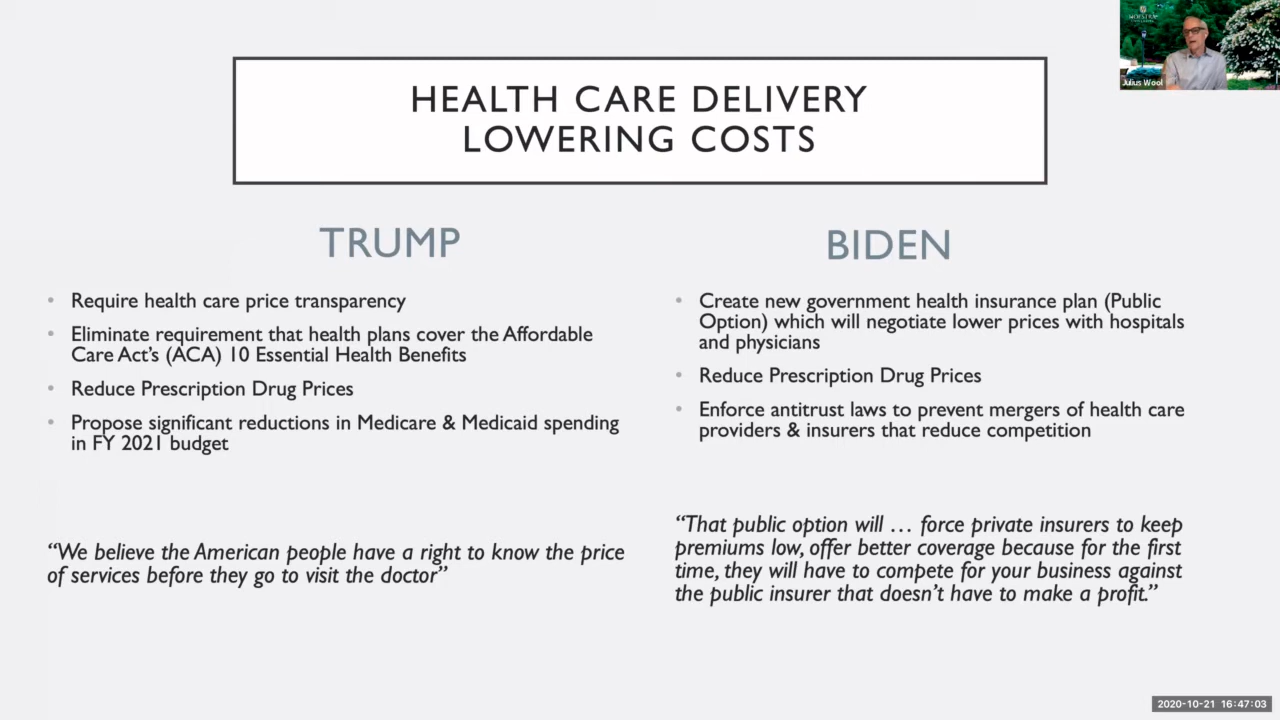 HEALTH CARE DELIVERY
LOWERING COSTS
TRUMP
• Require health care price transparency
• Eliminate requirement that health plans cover the Affordable
Care Act's (ACA) 10 Essential Health Benefits
• Reduce Prescription Drug Prices
• Propose significant reductions in Medicare & Medicaid spending
in FY 2021 budget
“We believe the American people have a right to know the price
of services before they go to visit the doctor”
BIDEN
• Create new government health insurance plan (Public
Option) which will negotiate lower prices with hospitals
and physicians
• Reduce Prescription Drug Prices
• Enforce antitrust laws to prevent mergers of health care
providers & insurers that reduce competition
“That public option will … force private insurers to keep
premiums low, offer better coverage because for the first
time, they will have to compete for your business against
the public insurer that doesn't have to make a profit.”
Julius Wool
2020-10-21 16:47:03